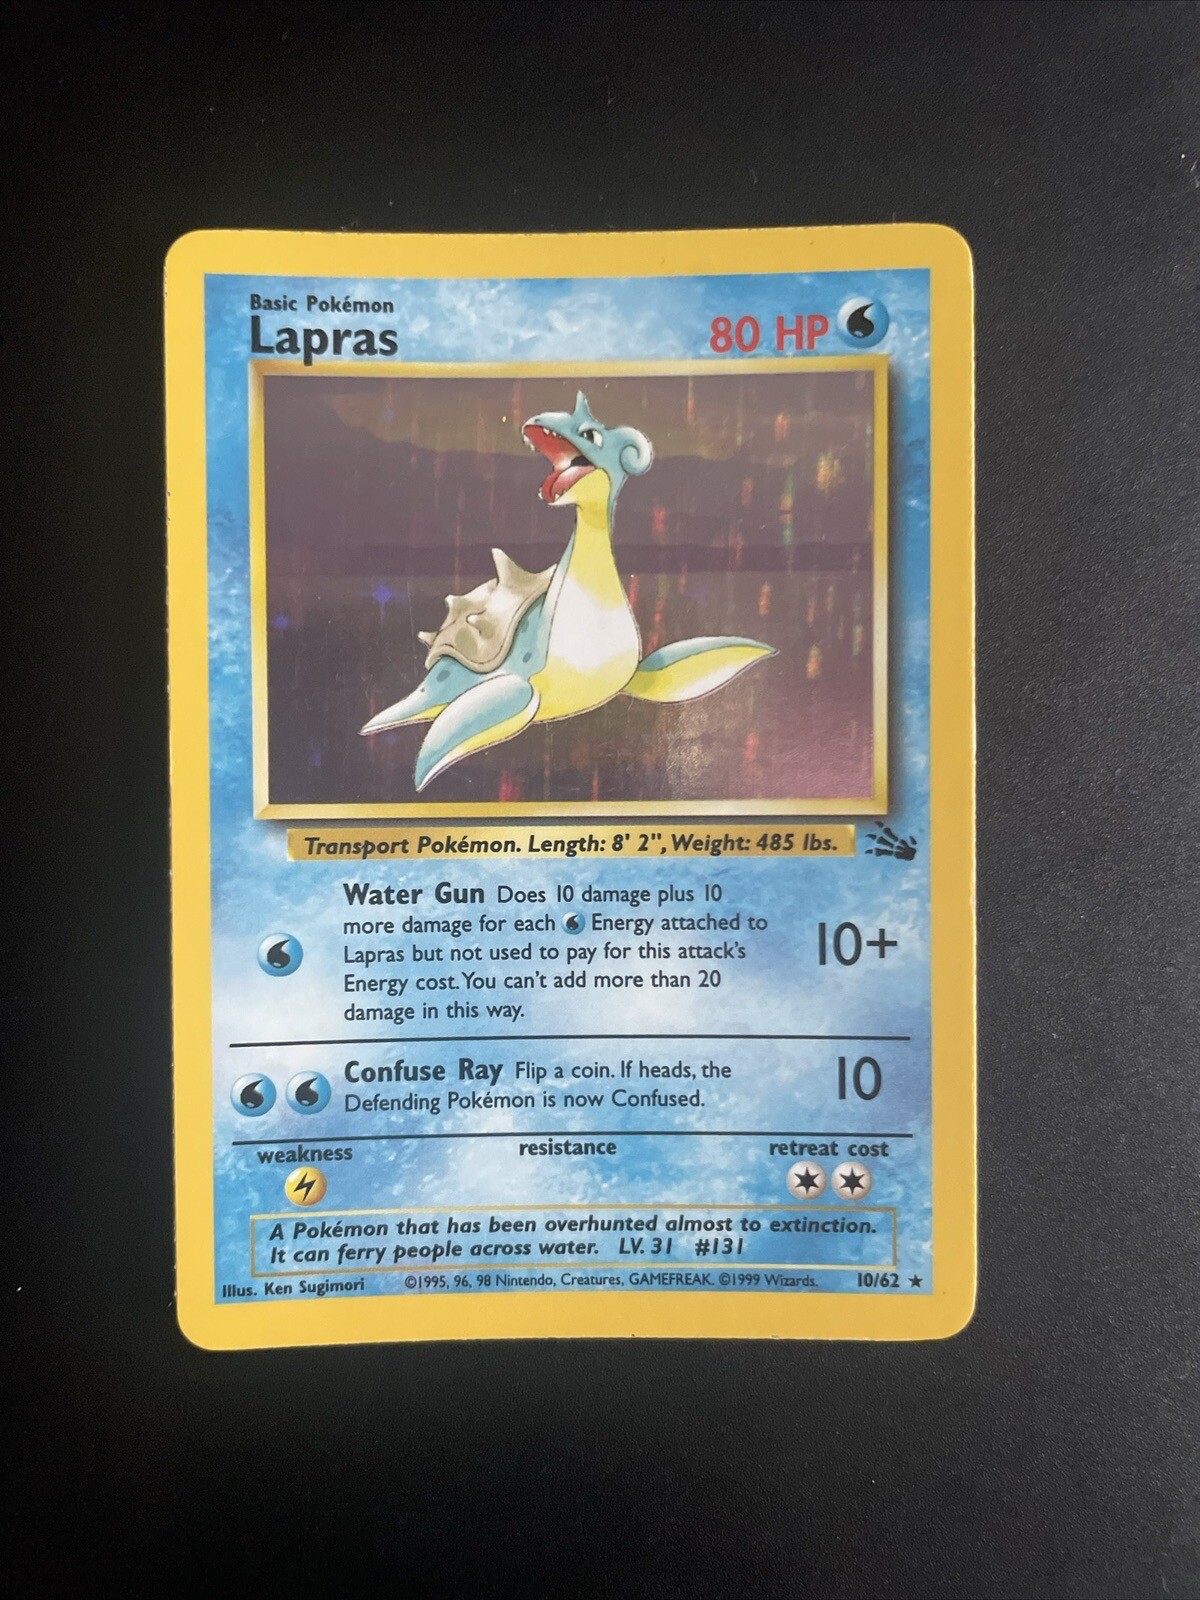 Basic Pokémon
Lapras
80 HP
Transport Pokémon. Length: 8' 2", Weight: 485 lbs.
Water Gun Does 10 damage plus 10
more damage for each Energy attached to
Lapras but not used to pay for this attack's
Energy cost. You can't add more than 20
damage in this way.
10+
Confuse Ray Flip a coin. If heads, the
Defending Pokémon is now Confused.
10
weakness resistance retreat cost
A Pokémon that has been overhunted almost to extinction.
It can ferry people across water. LV. 31 #131
Illus. Ken Sugimori ©1995, 96, 98 Nintendo, Creatures, GAMEFREAK. ©1999 Wizards. 10/62 ★